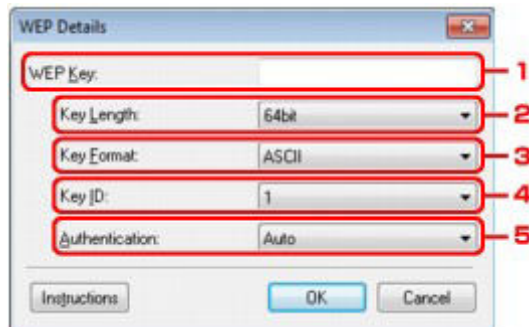 WEP Details
WEP Key: 1
Key Length: 64bit 2
Key Format: ASCII 3
Key ID: 1 4
Authentication: Auto 5
Instructions OK Cancel